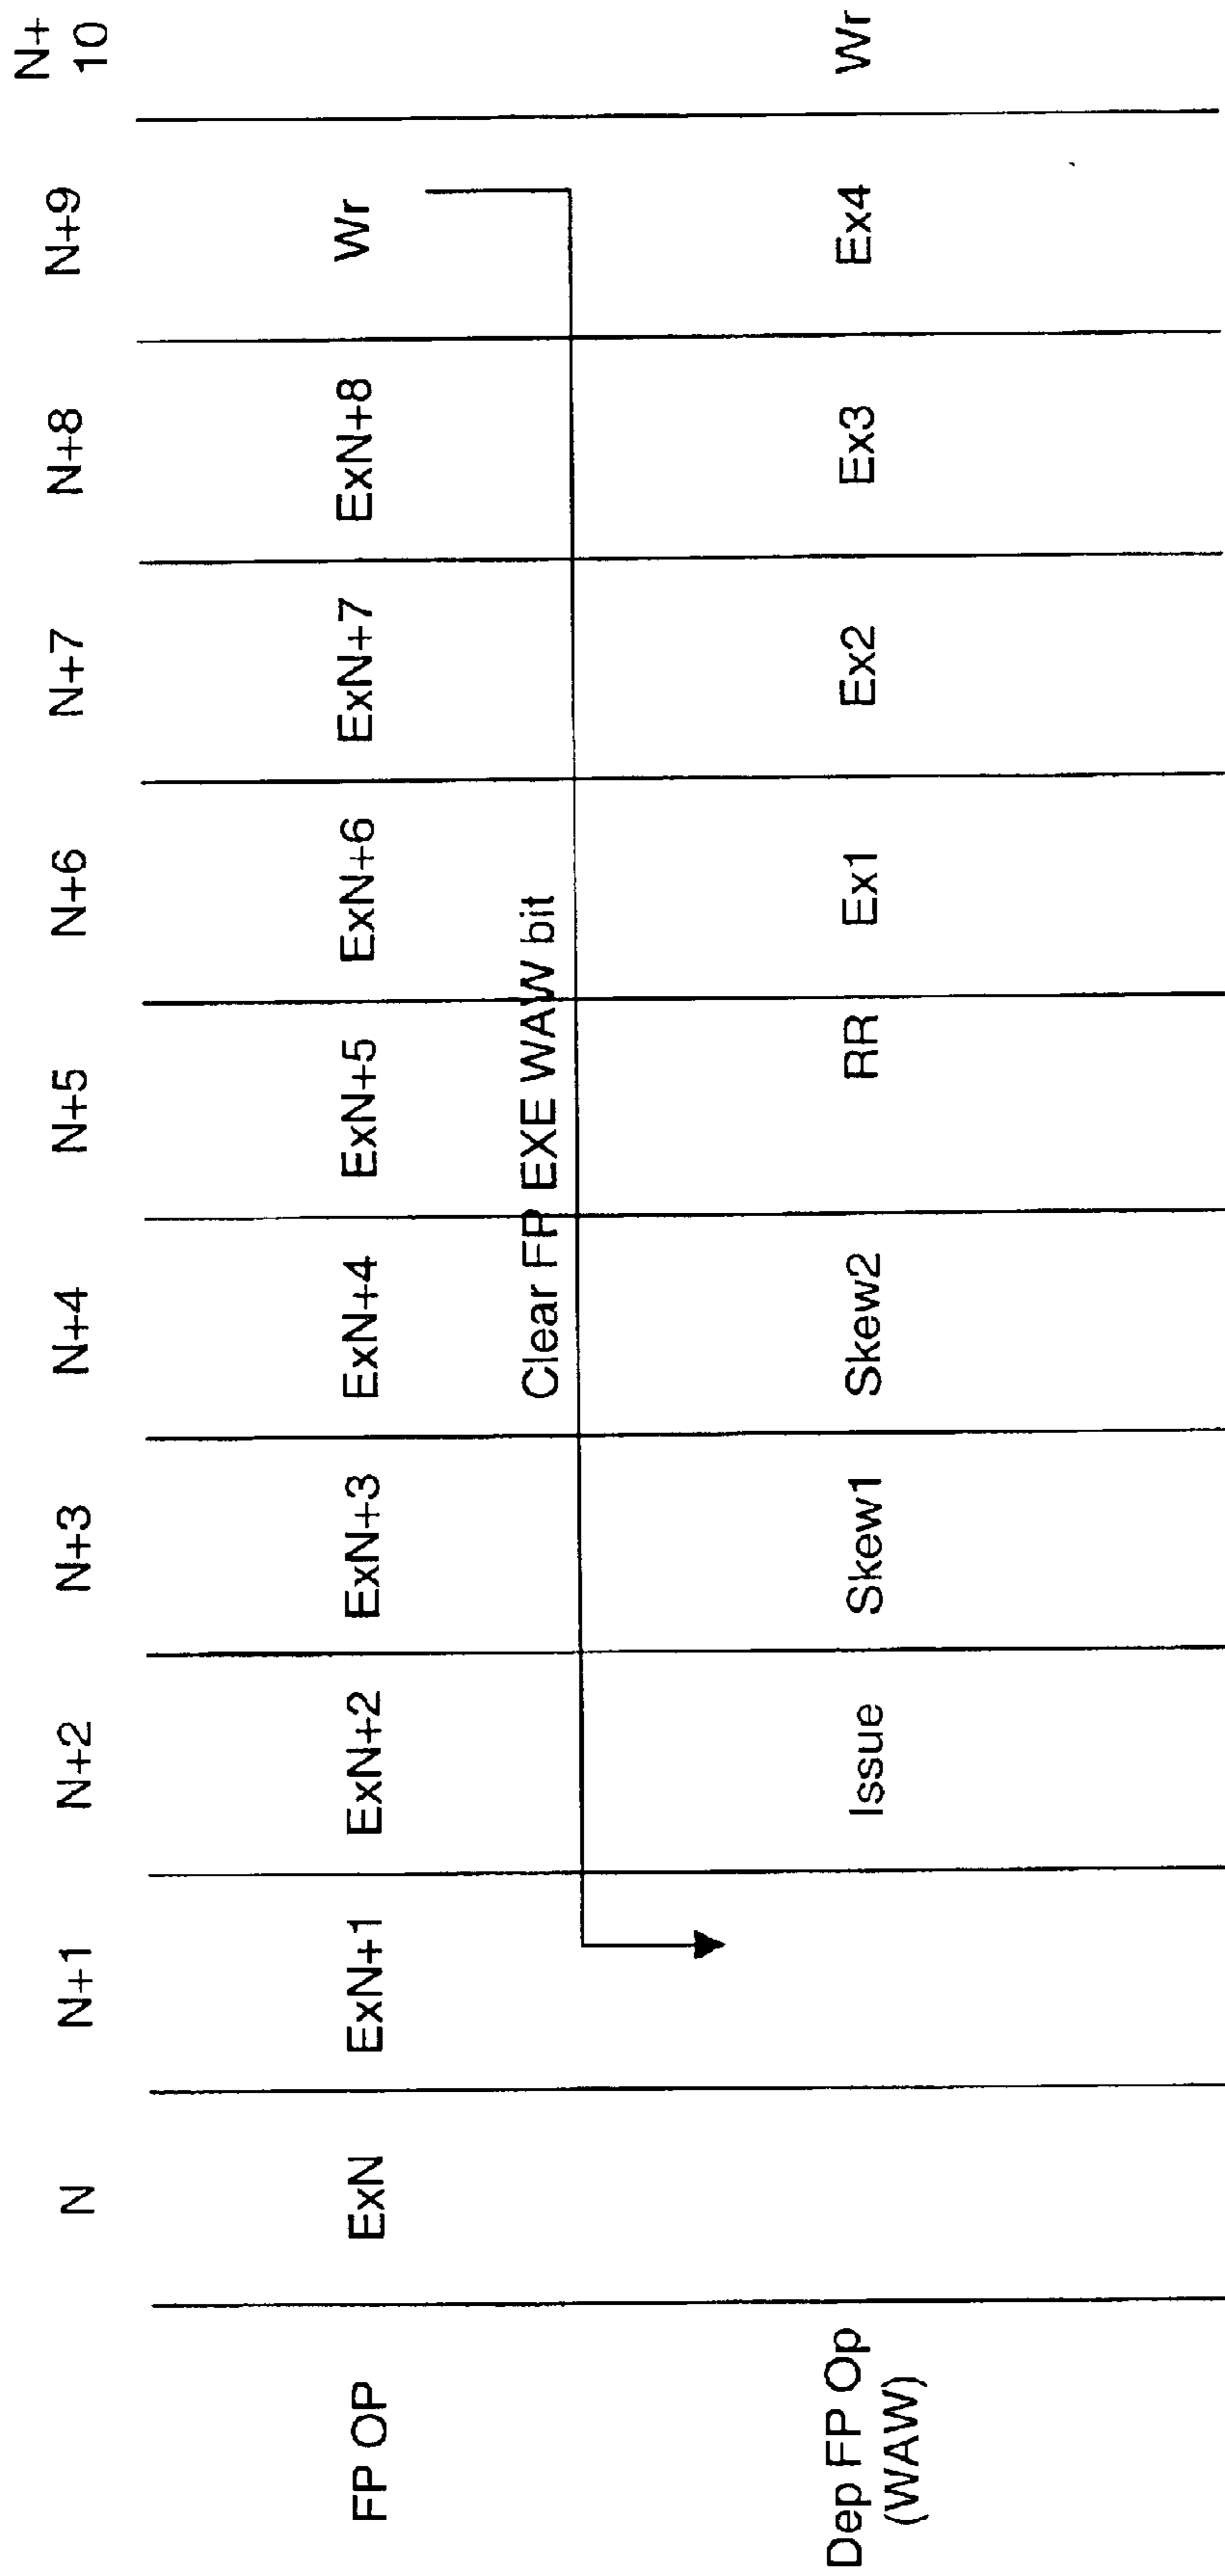 N N+1 N+2 N+3 N+4 N+5 N+6 N+7 N+8 N+9 N+
10
FP OP ExN ExN+1 ExN+2 ExN+3 ExN+4 ExN+5 ExN+6 ExN+7 ExN+8 Wr
Clear FP EXE WAW bit
Dep FP Op Issue Skew1 Skew2 RR Ex1 Ex2 Ex3 Ex4 Wr
(WAW)